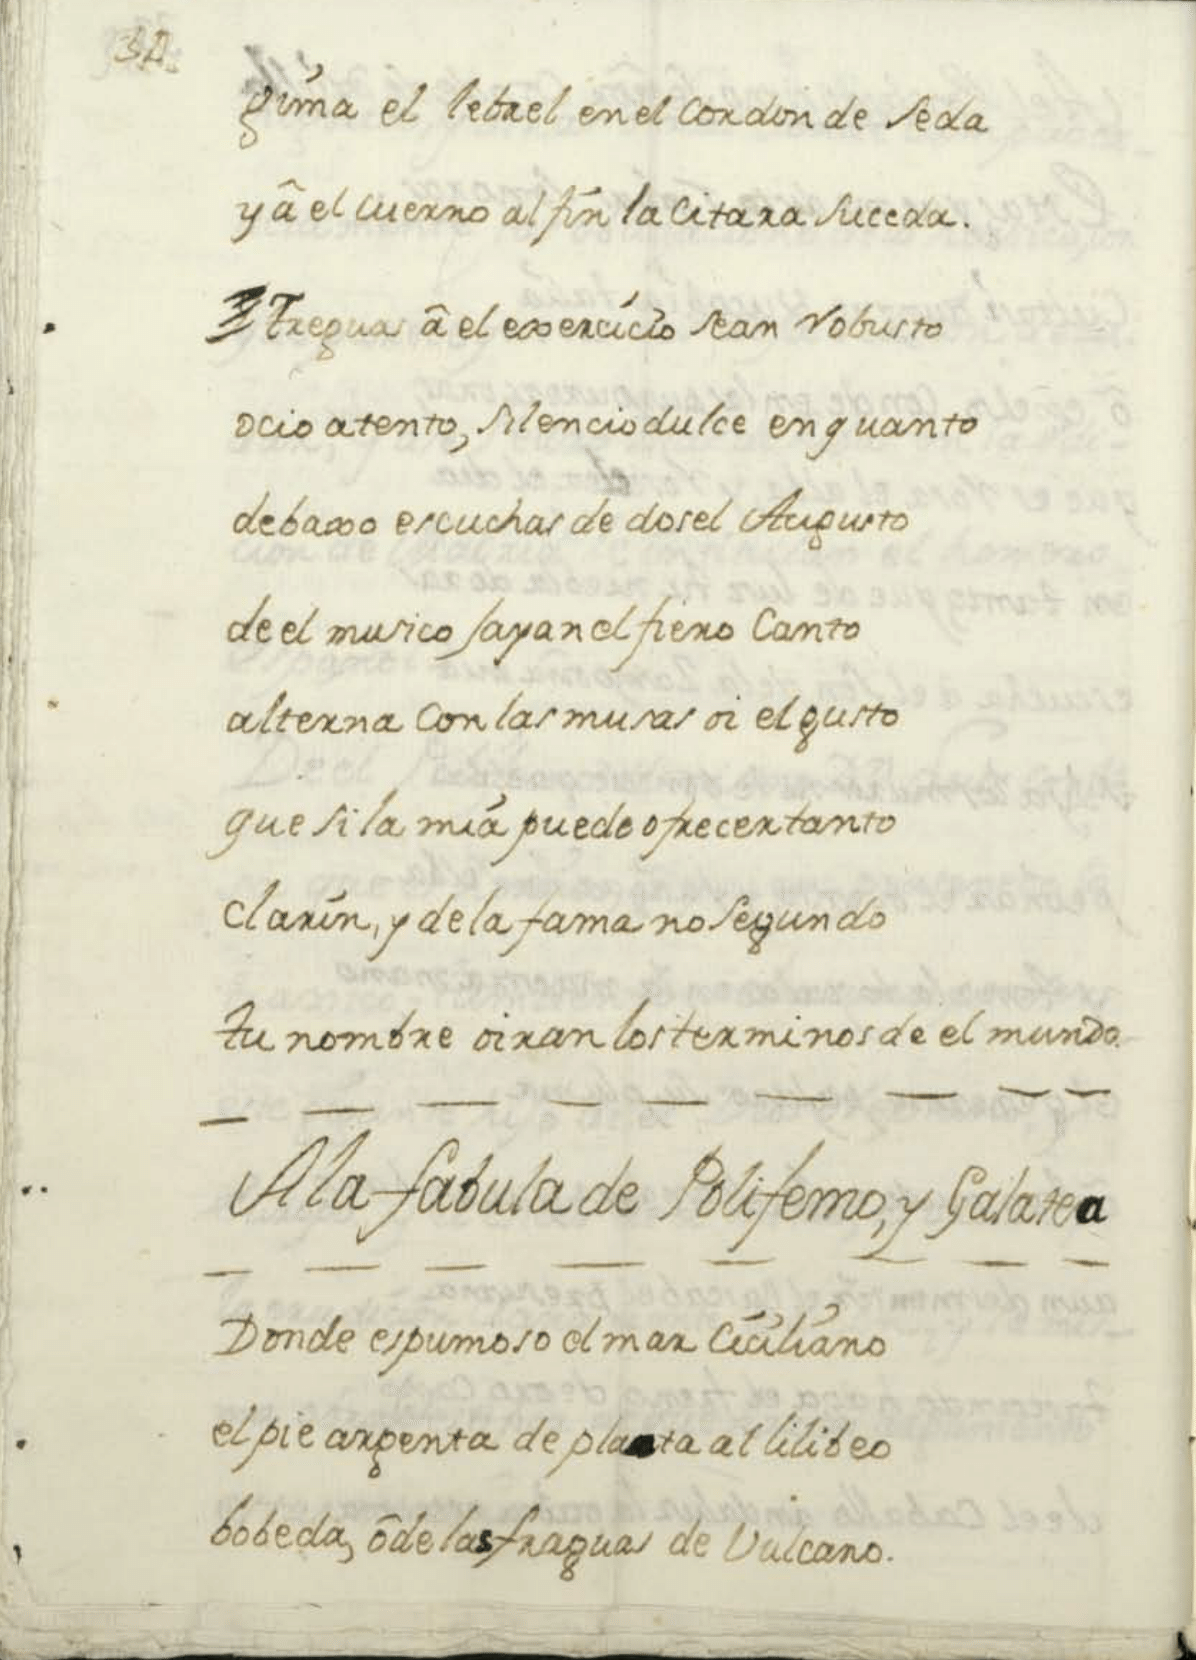 32.
gima el lebrel en el Cordon de seda
y â el cuerno al fin la Citara suceda.
3 Treguas â el exercicio sean robusto
ocio atento, silencio dulce en quanto
debaxo escuchas de dosel Augusto
de el musico Jayan el fiero Canto
alterna Con las musas oi el gusto
que si la mia puede ofrecer tanto
clarin, y de la fama no segundo
tu nombre oiran los terminos de el mundo.
A la fabula de Polifemo, y Galatea
Donde espumoso el mar Ciciliano
el pie argenta de plata al lilibeo
bobeda, ô de las fraguas de Vulcano.